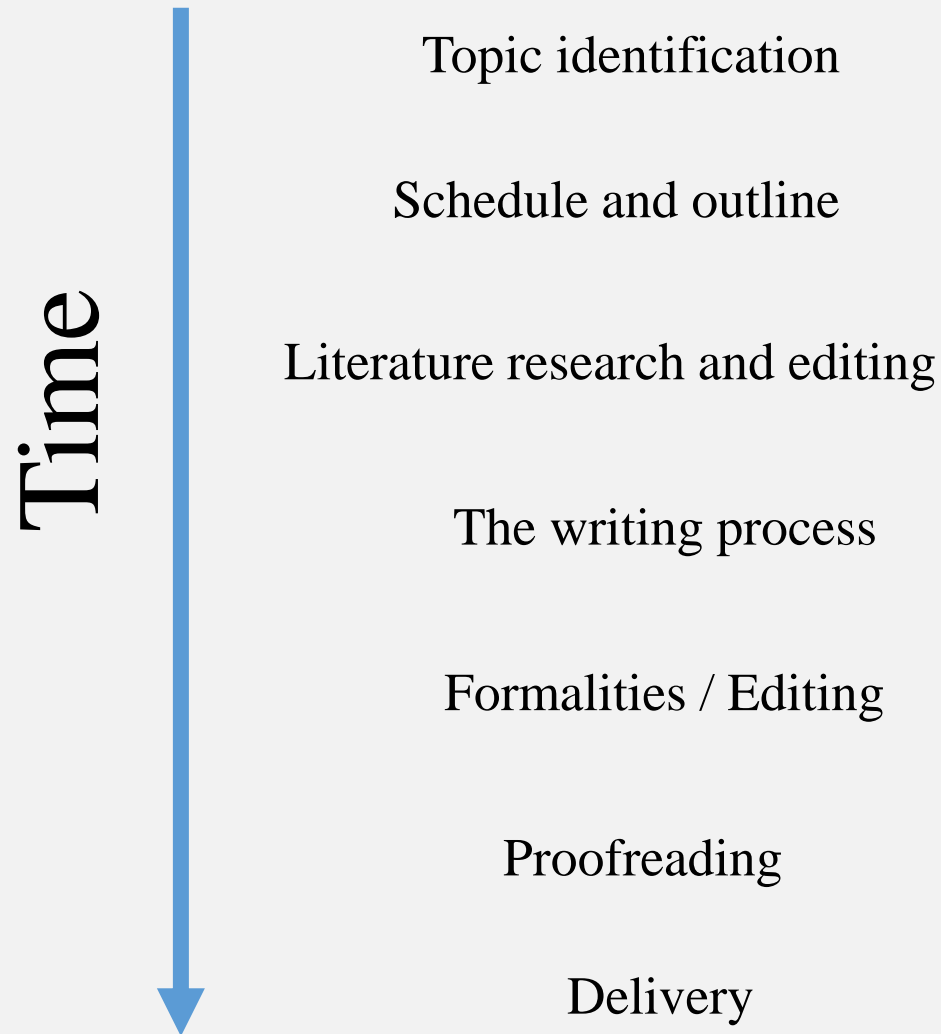 Time
Topic identification
Schedule and outline
Literature research and editing
The writing process
Formalities / Editing
Proofreading
Delivery